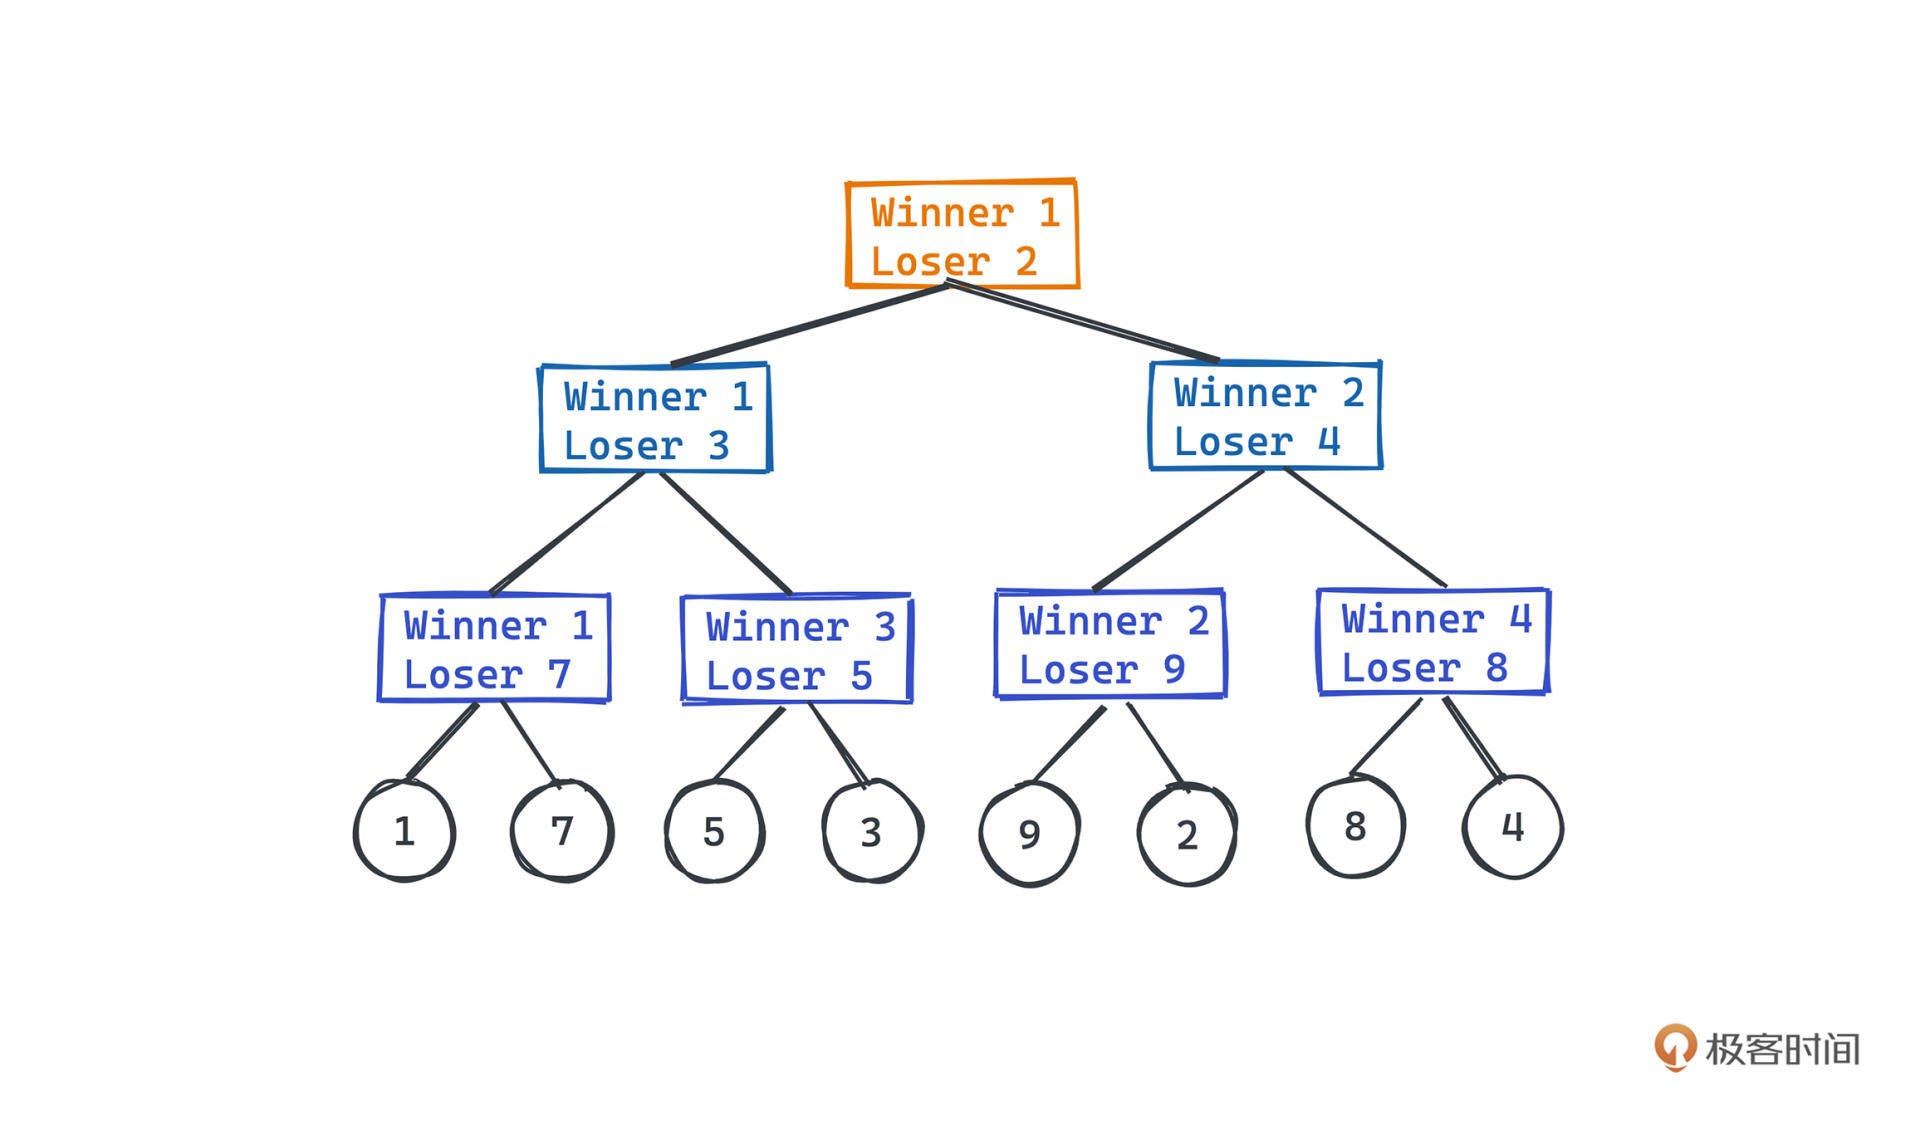 Winner 1
Loser 2
Winner 1
Loser 3
Winner 2
Loser 4
Winner 1
Loser 7
Winner 3
Loser 5
Winner 2
Loser 9
Winner 4
Loser 8
1
7
5
3
9
2
8
4
极客时间